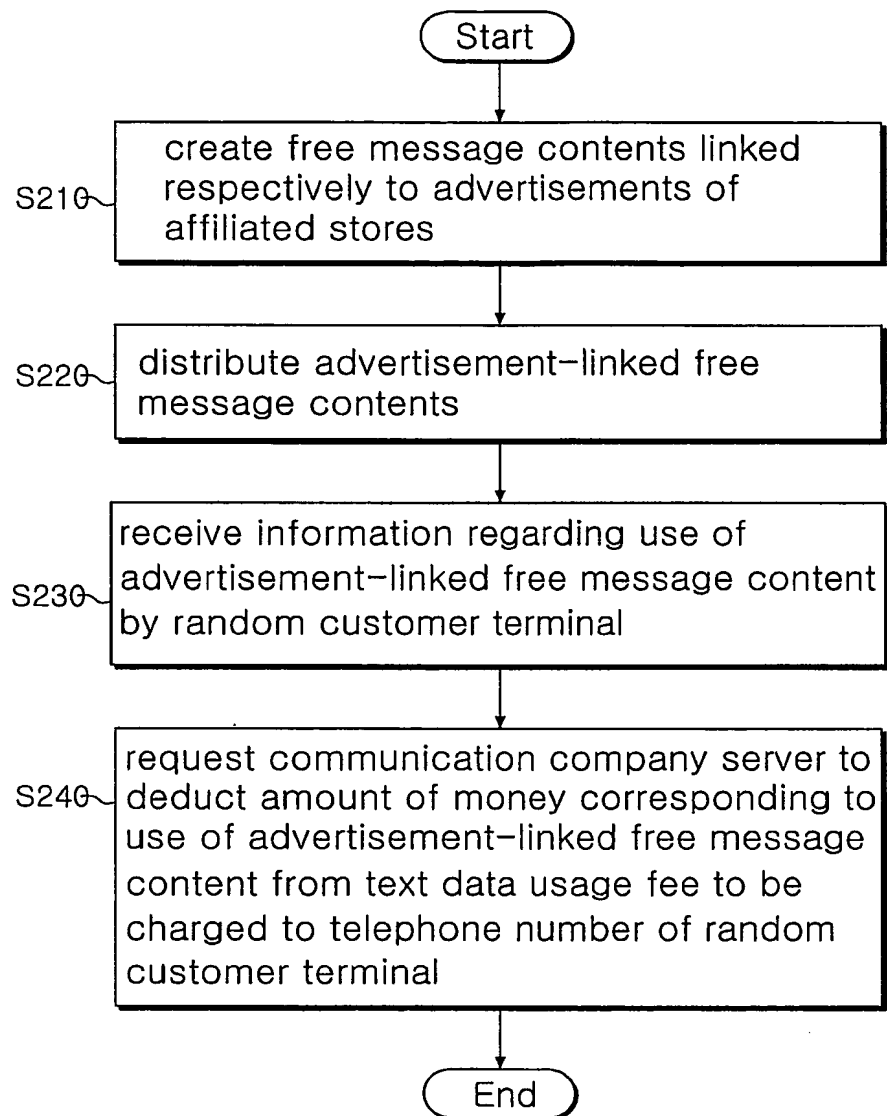 Start
create free message contents linked
respectively to advertisements of
affiliated stores
S210
distribute advertisement-linked free
message contents
S220
receive information regarding use of
advertisement-linked free message content
by random customer terminal
S230
request communication company server to
deduct amount of money corresponding to
use of advertisement-linked free message
content from text data usage fee to be
charged to telephone number of random
customer terminal
S240
End